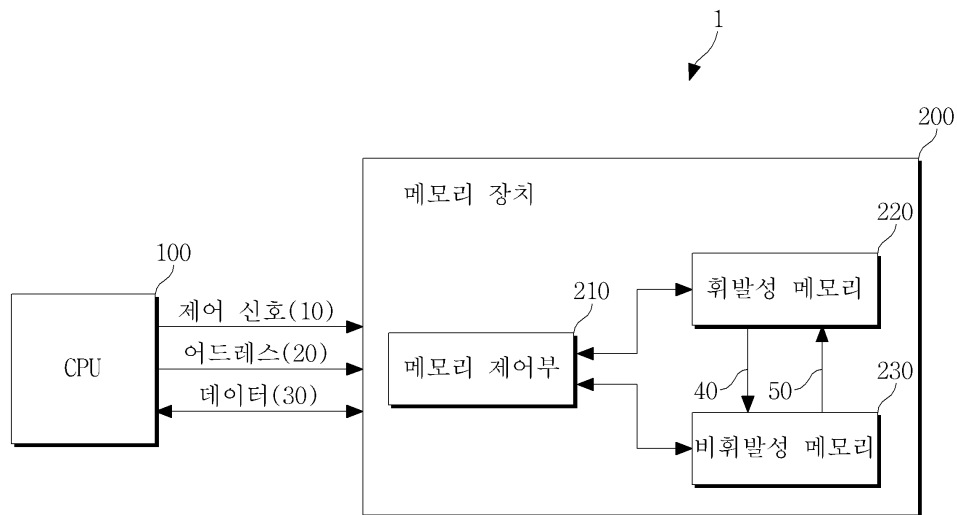 1
200
메모리 장치
220
100
휘발성 메모리
제어 신호(10)
210
어드레스(20)
CPU
메모리 제어부
40
50
230
데이터(30)
비휘발성 메모리